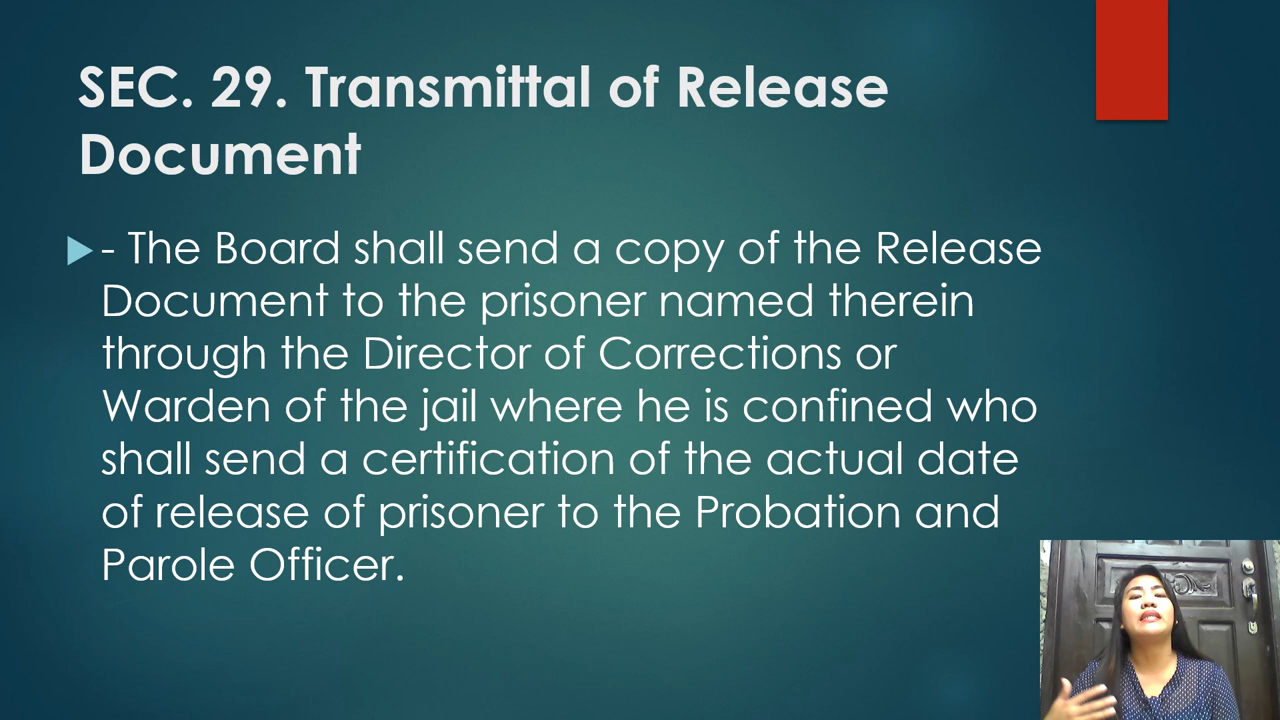 SEC. 29. Transmittal of Release
Document
- The Board shall send a copy of the Release
Document to the prisoner named therein
through the Director of Corrections or
Warden of the jail where he is confined who
shall send a certification of the actual date
of release of prisoner to the Probation and
Parole Officer.